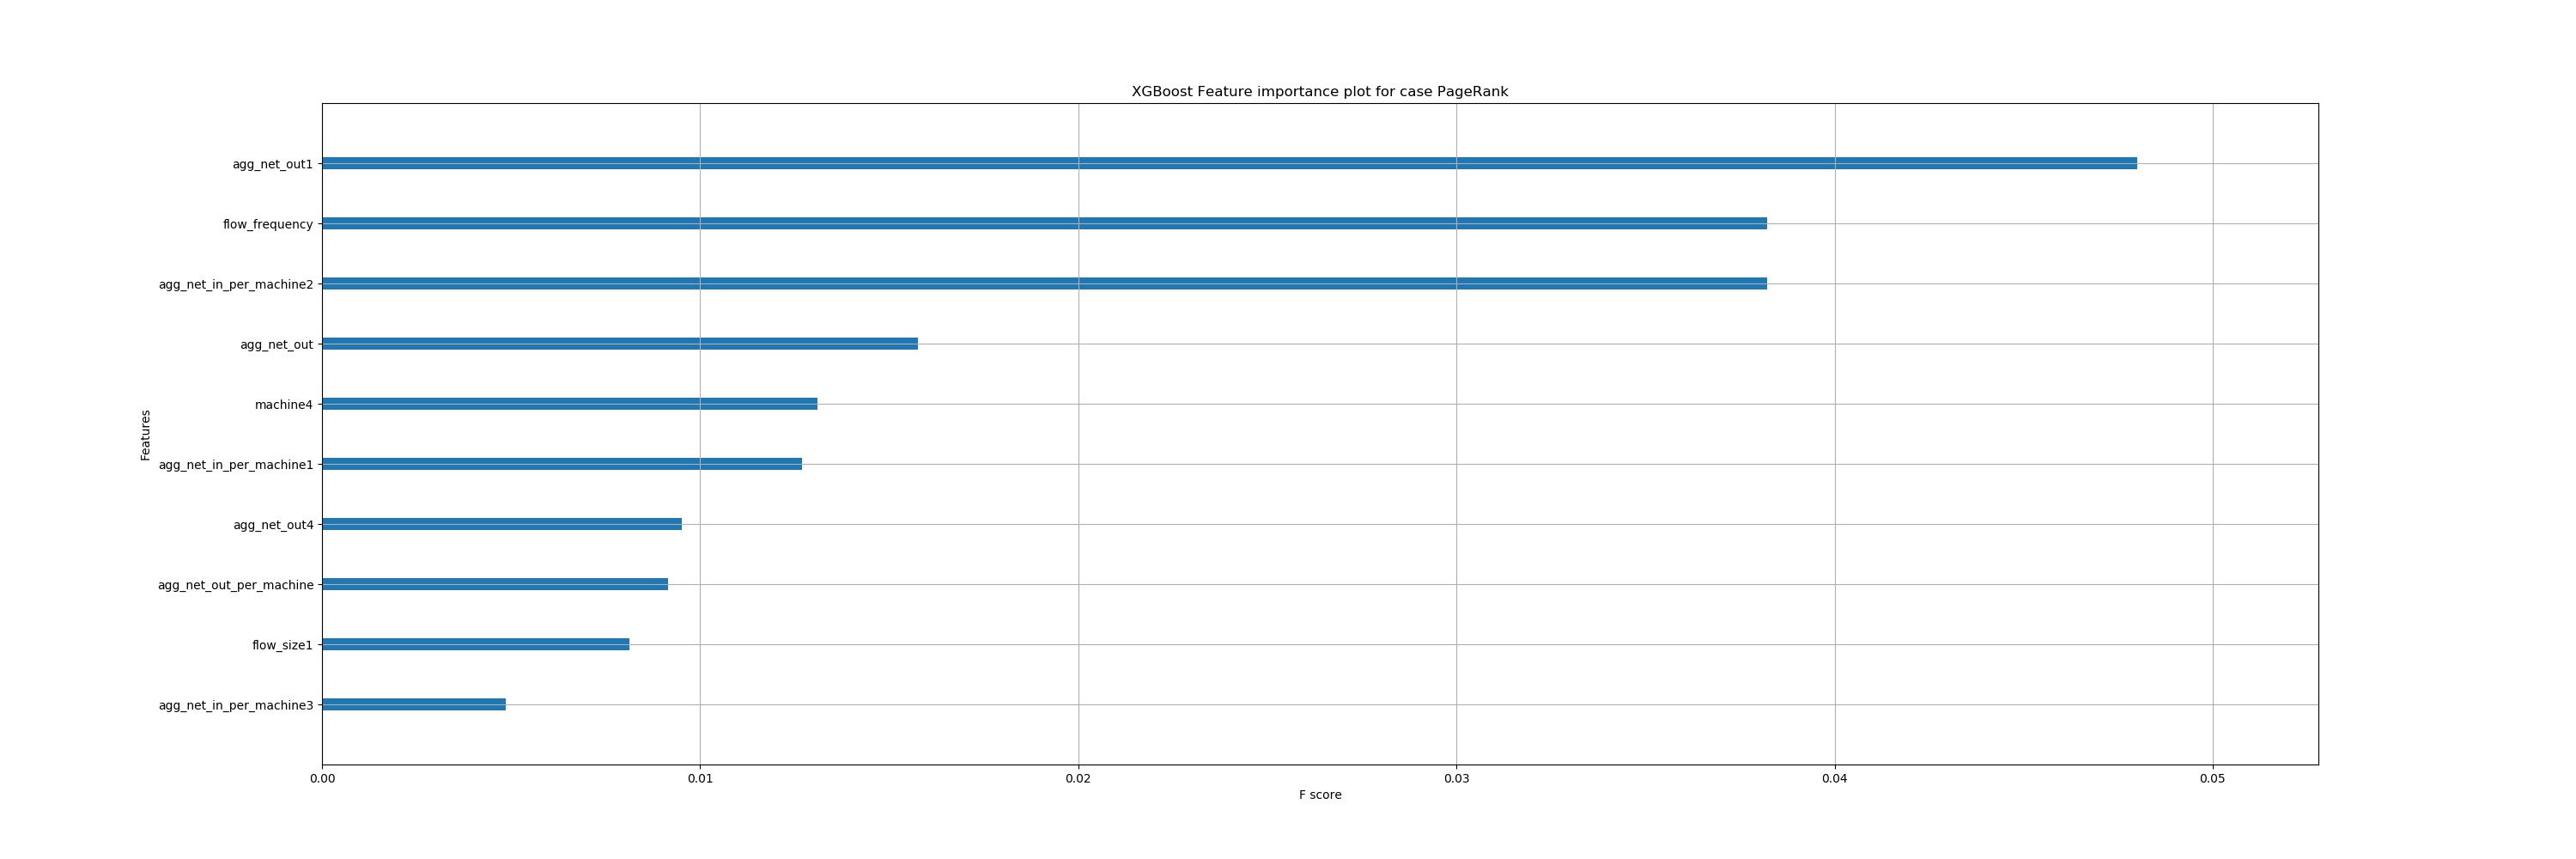 XGBoost Feature importance plot for case PageRank
agg_net_out1
flow_frequency
agg_net_in_per_machine2
agg_net_out
machine4
agg_net_in_per_machine1
agg_net_out4
agg_net_out_per_machine
flow_size1
agg_net_in_per_machine3
Features
0.00 0.01 0.02 0.03 0.04 0.05
F score